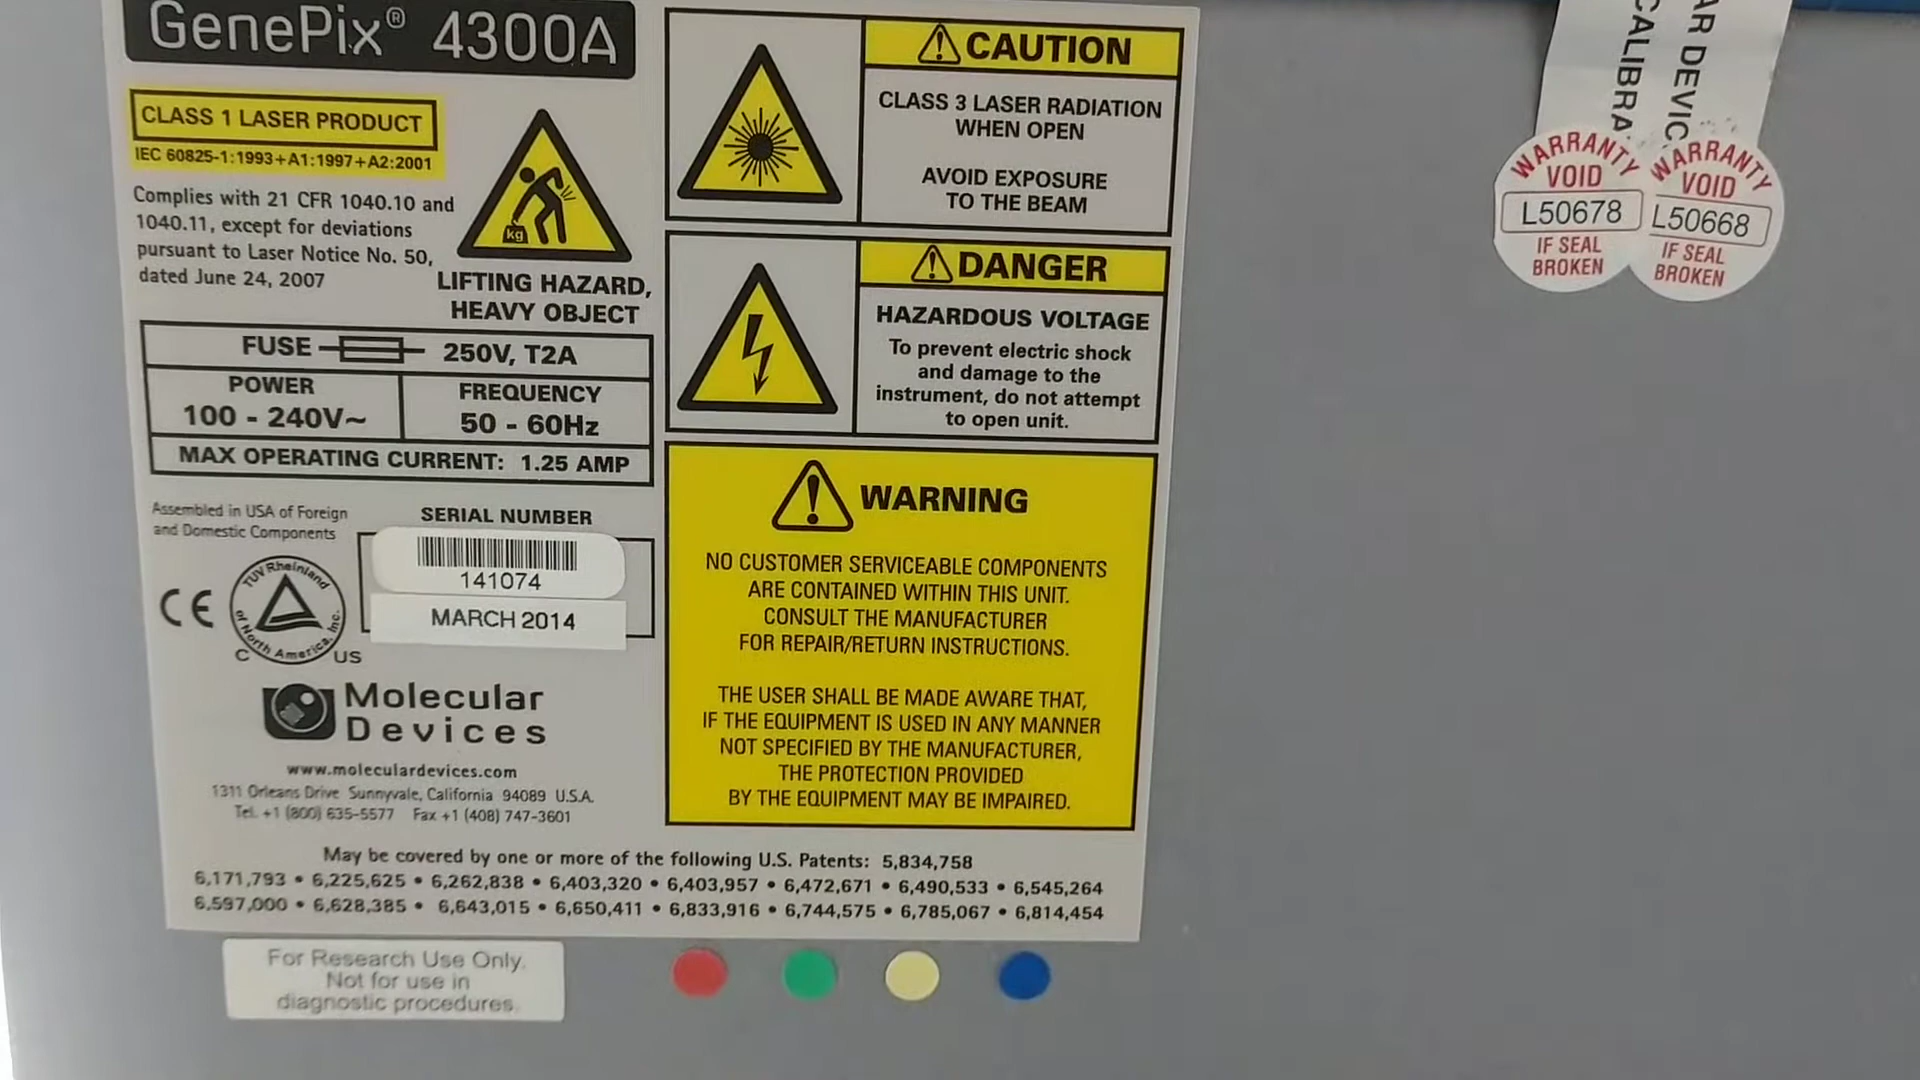 GenePix® 4300A
CLASS 1 LASER PRODUCT
IEC 60825-1:1993+A1:1997+A2:2001
Complies with 21 CFR 1040.10 and
1040.11, except for deviations
pursuant to Laser Notice No. 50,
dated June 24, 2007
kg
LIFTING HAZARD,
HEAVY OBJECT
FUSE 250V, T2A
POWER
100 - 240V~
FREQUENCY
50 - 60Hz
MAX OPERATING CURRENT: 1.25 AMP
Assembled in USA of Foreign
and Domestic Components
SERIAL NUMBER
141074
MARCH 2014
CE
TUV Rheinland
of North America, Inc.
C US
Molecular
Devices
www.moleculardevices.com
1311 Orleans Drive Sunnyvale, California 94089 U.S.A.
Tel. +1 (800) 635-5577 Fax +1 (408) 747-3601
CAUTION
CLASS 3 LASER RADIATION
WHEN OPEN
AVOID EXPOSURE
TO THE BEAM
DANGER
HAZARDOUS VOLTAGE
To prevent electric shock
and damage to the
instrument, do not attempt
to open unit.
WARNING
NO CUSTOMER SERVICEABLE COMPONENTS
ARE CONTAINED WITHIN THIS UNIT.
CONSULT THE MANUFACTURER
FOR REPAIR/RETURN INSTRUCTIONS.
THE USER SHALL BE MADE AWARE THAT,
IF THE EQUIPMENT IS USED IN ANY MANNER
NOT SPECIFIED BY THE MANUFACTURER,
THE PROTECTION PROVIDED
BY THE EQUIPMENT MAY BE IMPAIRED.
May be covered by one or more of the following U.S. Patents: 5,834,758
6,171,793 • 6,225,625 • 6,262,838 • 6,403,320 • 6,403,957 • 6,472,671 • 6,490,533 • 6,545,264
6,597,000 • 6,628,385 • 6,643,015 • 6,650,411 • 6,833,916 • 6,744,575 • 6,785,067 • 6,814,454
For Research Use Only.
Not for use in
diagnostic procedures.
AR DEVIC
CALIBRA
WARRANTY
VOID
L50678
IF SEAL
BROKEN
WARRANTY
VOID
L50668
IF SEAL
BROKEN